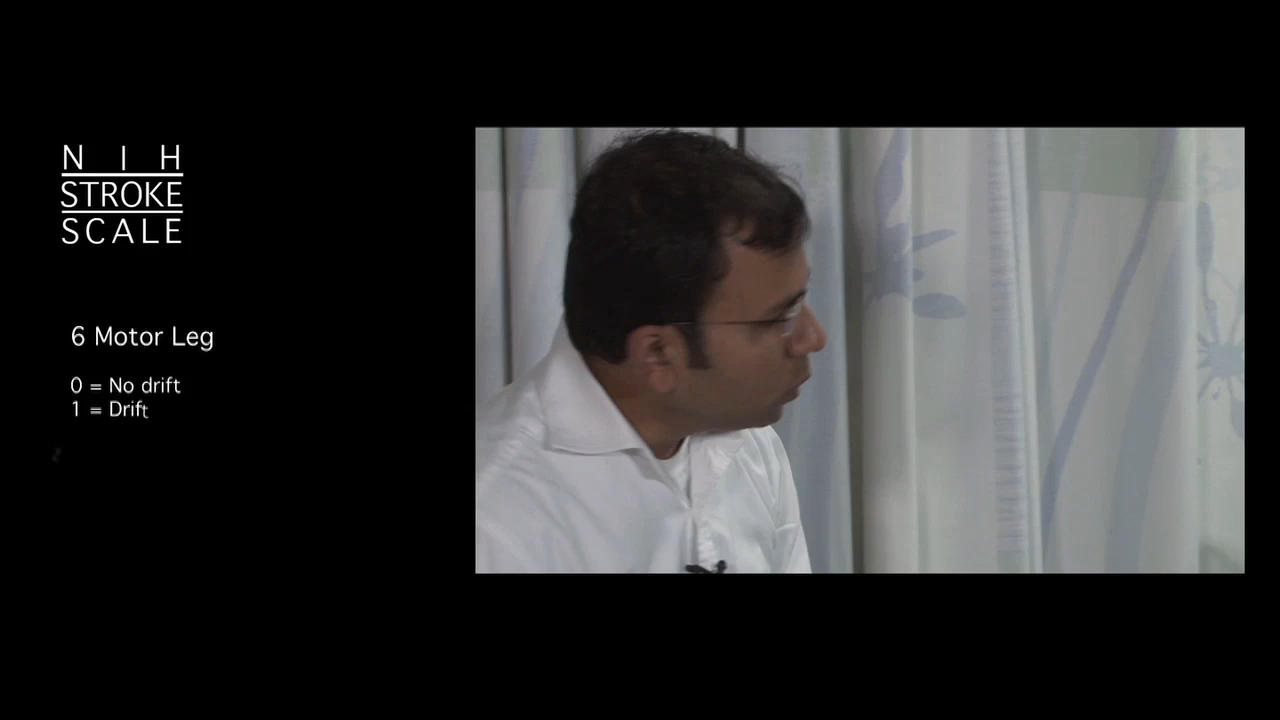 N I H
STROKE
SCALE
6 Motor Leg
0 = No drift
1 = Drift